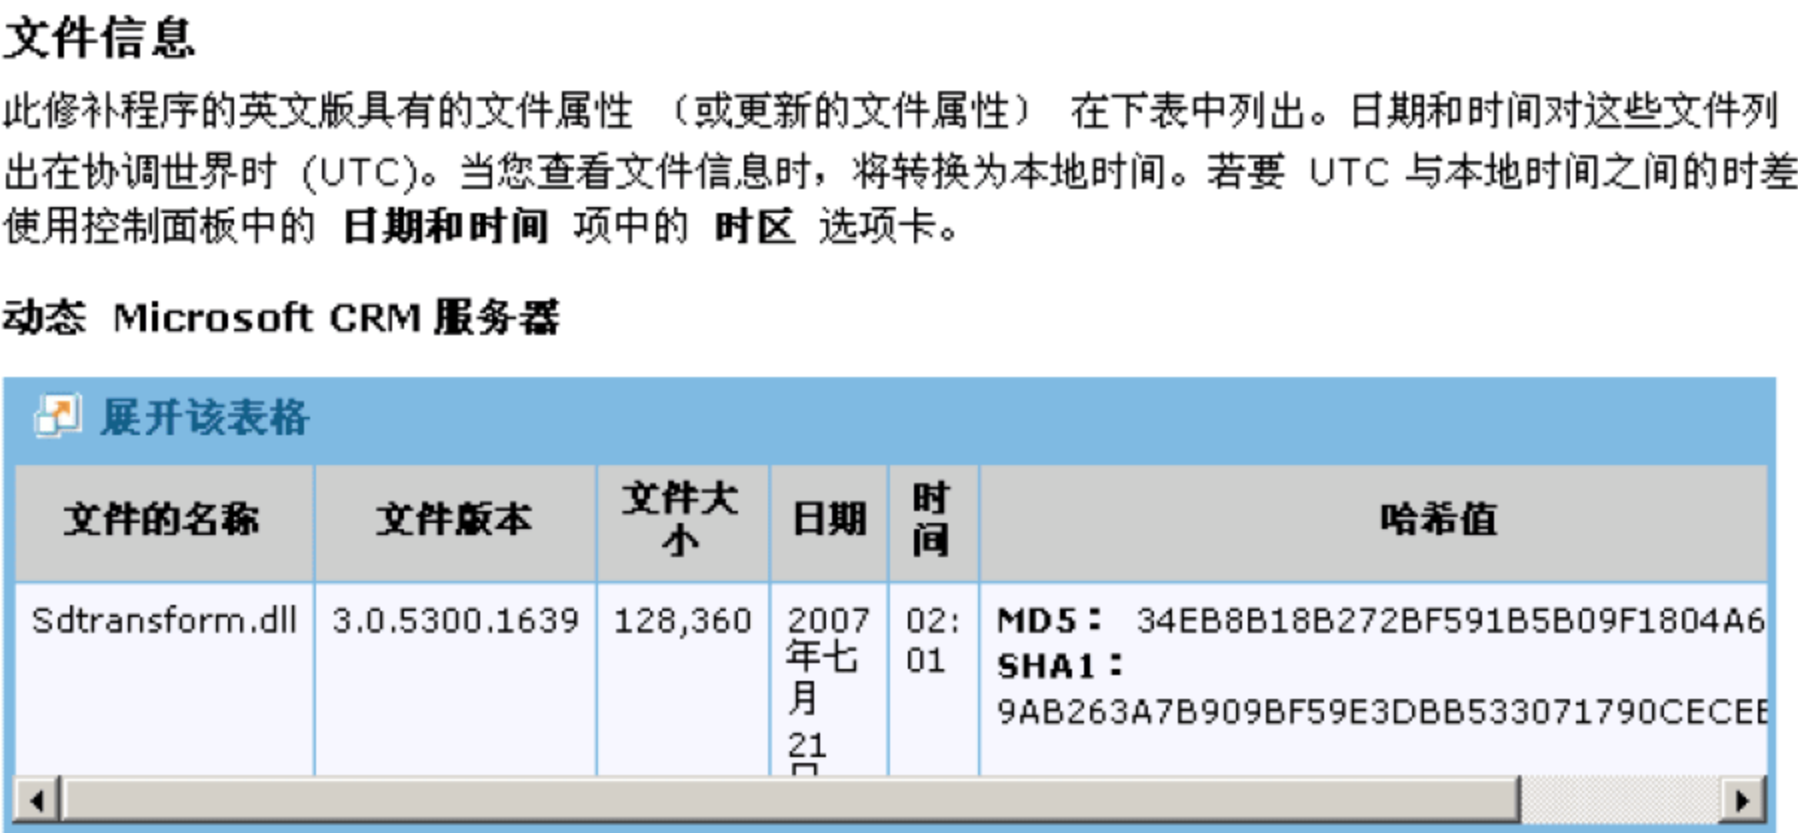 文件信息
此修补程序的英文版具有的文件属性 （或更新的文件属性） 在下表中列出。日期和时间对这些文件列
出在协调世界时 (UTC)。当您查看文件信息时，将转换为本地时间。若要 UTC 与本地时间之间的时差
使用控制面板中的 日期和时间 项中的 时区 选项卡。
动态 Microsoft CRM 服务器
展开该表格
文件的名称 文件版本 文件大小 日期 时间 哈希值
Sdtransform.dll 3.0.5300.1639 128,360 2007 02: MD5： 34EB8B18B272BF591B5B09F1804A6
年七 01 SHA1：
月 9AB263A7B909BF59E3DBB533071790CECEE
21